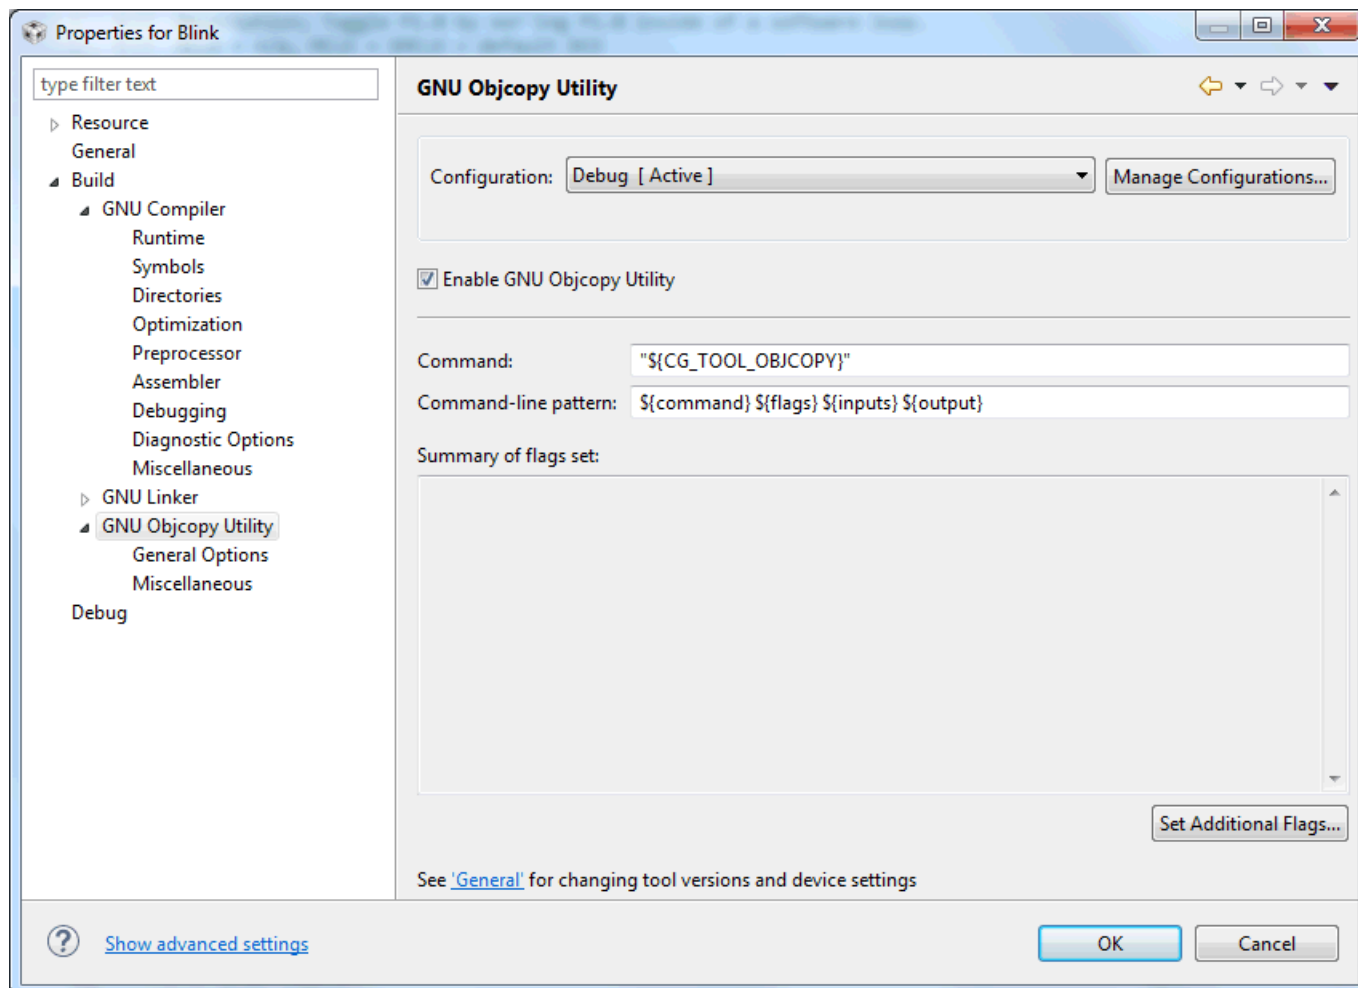 Properties for Blink
type filter text
Resource
General
Build
GNU Compiler
Runtime
Symbols
Directories
Optimization
Preprocessor
Assembler
Debugging
Diagnostic Options
Miscellaneous
GNU Linker
GNU Objcopy Utility
General Options
Miscellaneous
Debug
GNU Objcopy Utility
Configuration: Debug [ Active ] Manage Configurations...
Enable GNU Objcopy Utility
Command: "${CG_TOOL_OBJCOPY}"
Command-line pattern: ${command} ${flags} ${inputs} ${output}
Summary of flags set:
Set Additional Flags...
See 'General' for changing tool versions and device settings
? Show advanced settings OK Cancel